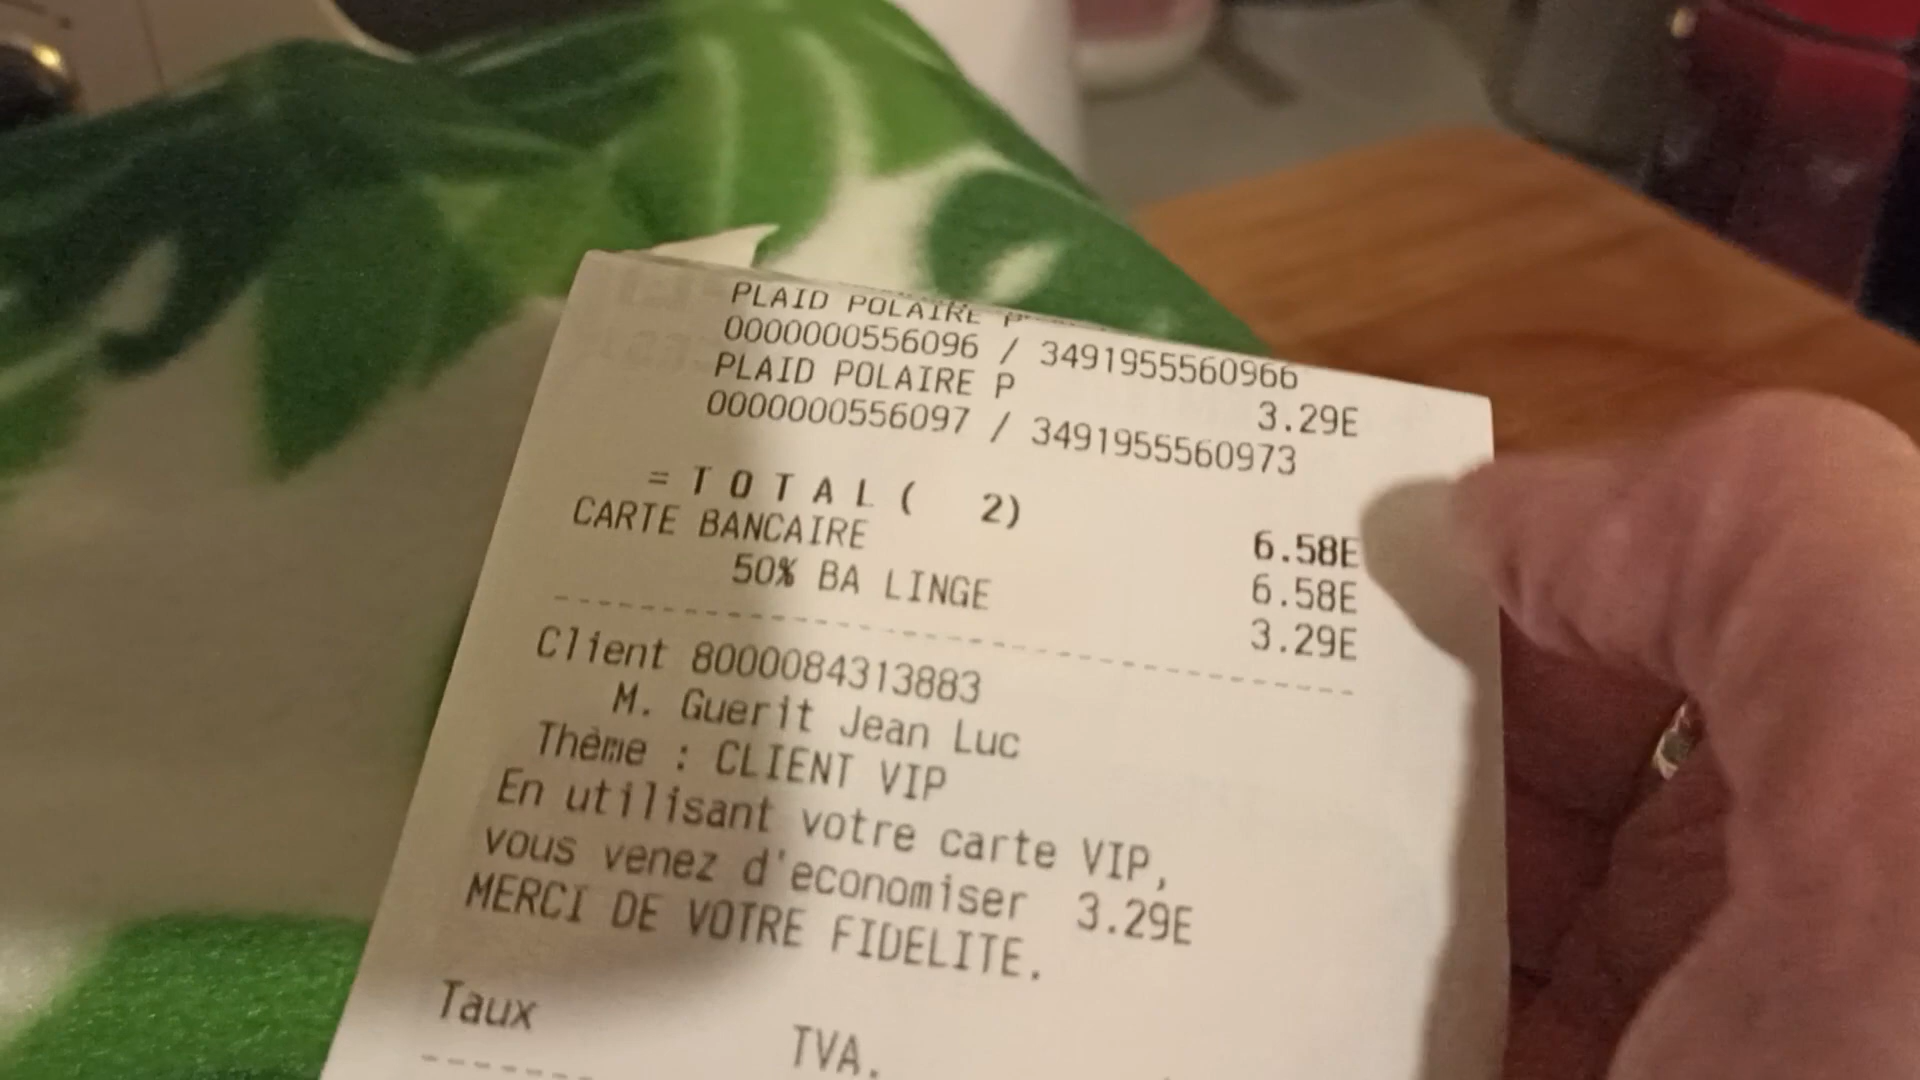 PLAID POLAIRE P
0000000556096 / 3491955560966
PLAID POLAIRE P 3.29E
0000000556097 / 3491955560973
= T O T A L ( 2) 6.58E
CARTE BANCAIRE 6.58E
50% BA LINGE 3.29E
Client 8000084313883
M. Guerit Jean Luc
Thème : CLIENT VIP
En utilisant votre carte VIP,
vous venez d'economiser 3.29E
MERCI DE VOTRE FIDELITE.
Taux TVA.